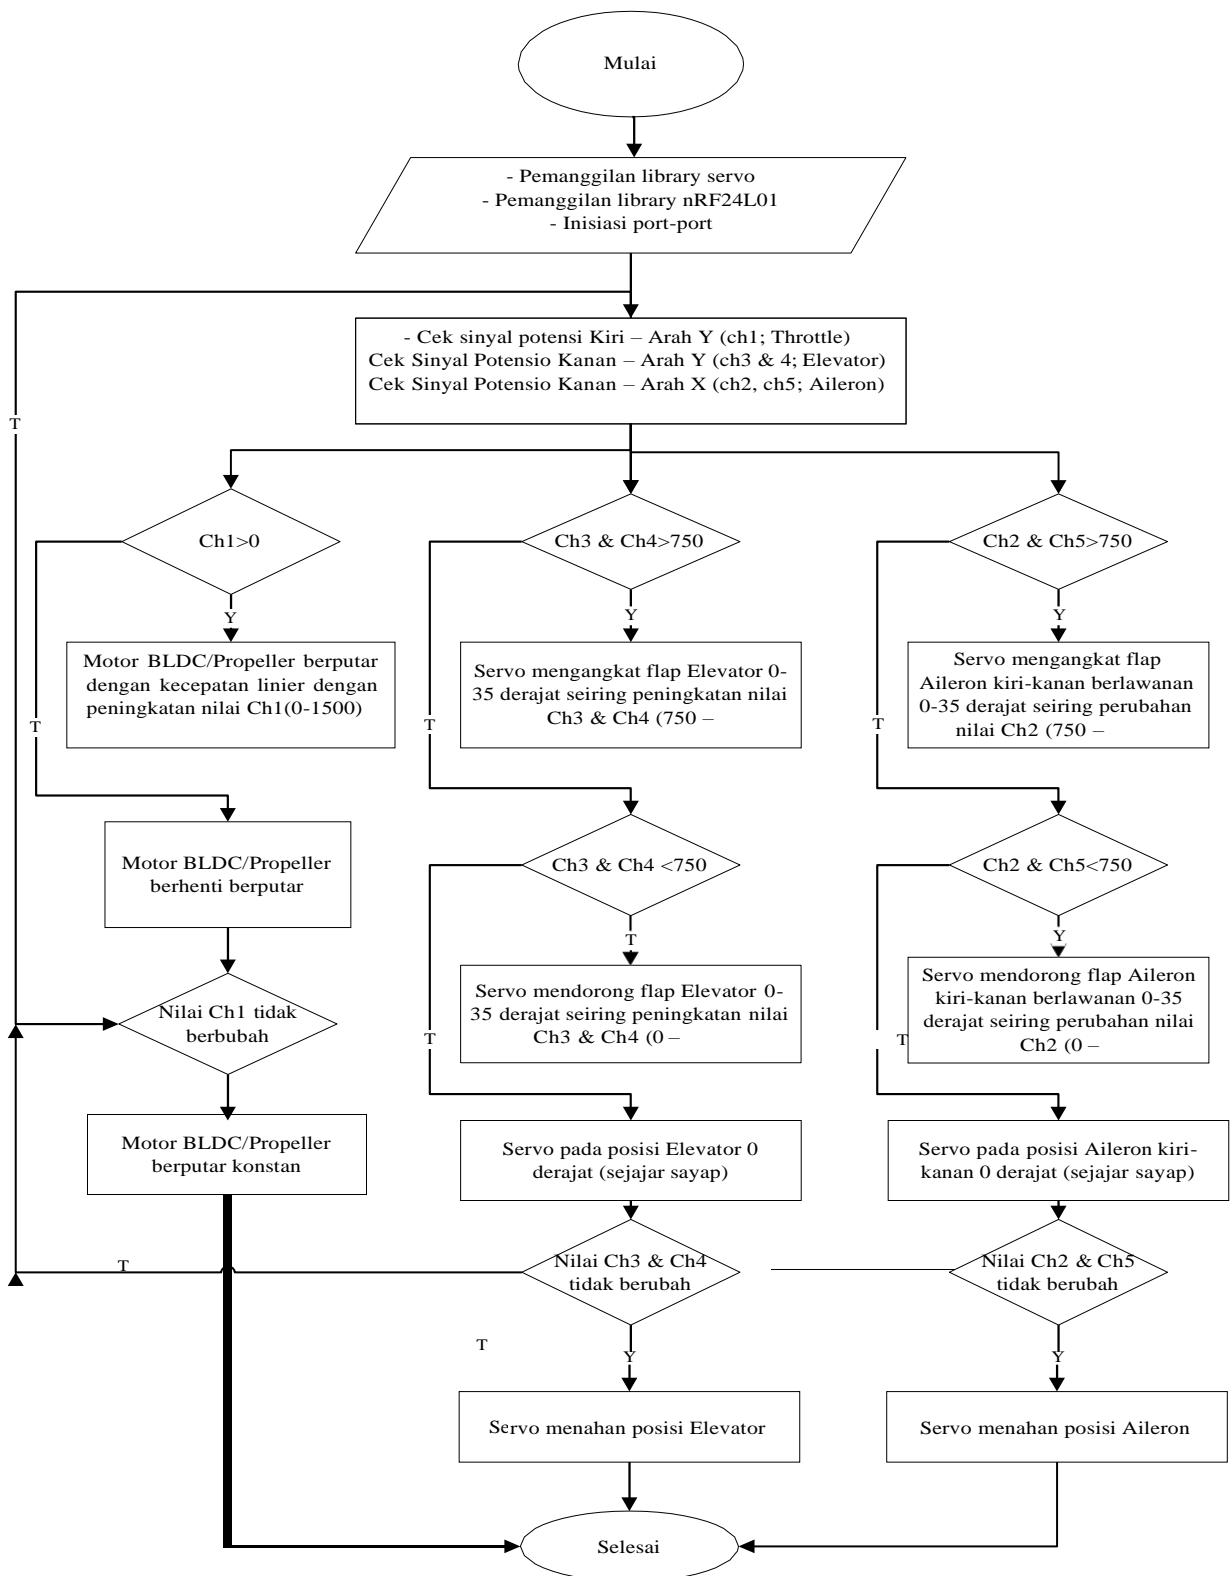 Mulai
- Pemanggilan library servo
- Pemanggilan library nRF24L01
- Inisiasi port-port
- Cek sinyal potensi Kiri – Arah Y (ch1; Throttle)
Cek Sinyal Potensio Kanan – Arah Y (ch3 & 4; Elevator)
Cek Sinyal Potensio Kanan – Arah X (ch2, ch5; Aileron)
T
Ch1>0
Ch3 & Ch4>750
Ch2 & Ch5>750
Y
Y
Y
Motor BLDC/Propeller berputar
dengan kecepatan linier dengan
peningkatan nilai Ch1(0-1500)
Servo mengangkat flap Elevator 0-
35 derajat seiring peningkatan nilai
Ch3 & Ch4 (750 –
Servo mengangkat flap
Aileron kiri-kanan berlawanan
0-35 derajat seiring perubahan
nilai Ch2 (750 –
T
T
T
Motor BLDC/Propeller
berhenti berputar
Ch3 & Ch4 <750
Ch2 & Ch5<750
T
Y
Nilai Ch1 tidak
berbubah
Servo mendorong flap Elevator 0-
35 derajat seiring peningkatan nilai
Ch3 & Ch4 (0 –
Servo mendorong flap Aileron
kiri-kanan berlawanan 0-35
derajat seiring perubahan nilai
Ch2 (0 –
T
T
Motor BLDC/Propeller
berputar konstan
Servo pada posisi Elevator 0
derajat (sejajar sayap)
Servo pada posisi Aileron kiri-
kanan 0 derajat (sejajar sayap)
T
Nilai Ch3 & Ch4
tidak berubah
Nilai Ch2 & Ch5
tidak berubah
T
Y
Y
Servo menahan posisi Elevator
Servo menahan posisi Aileron
Selesai